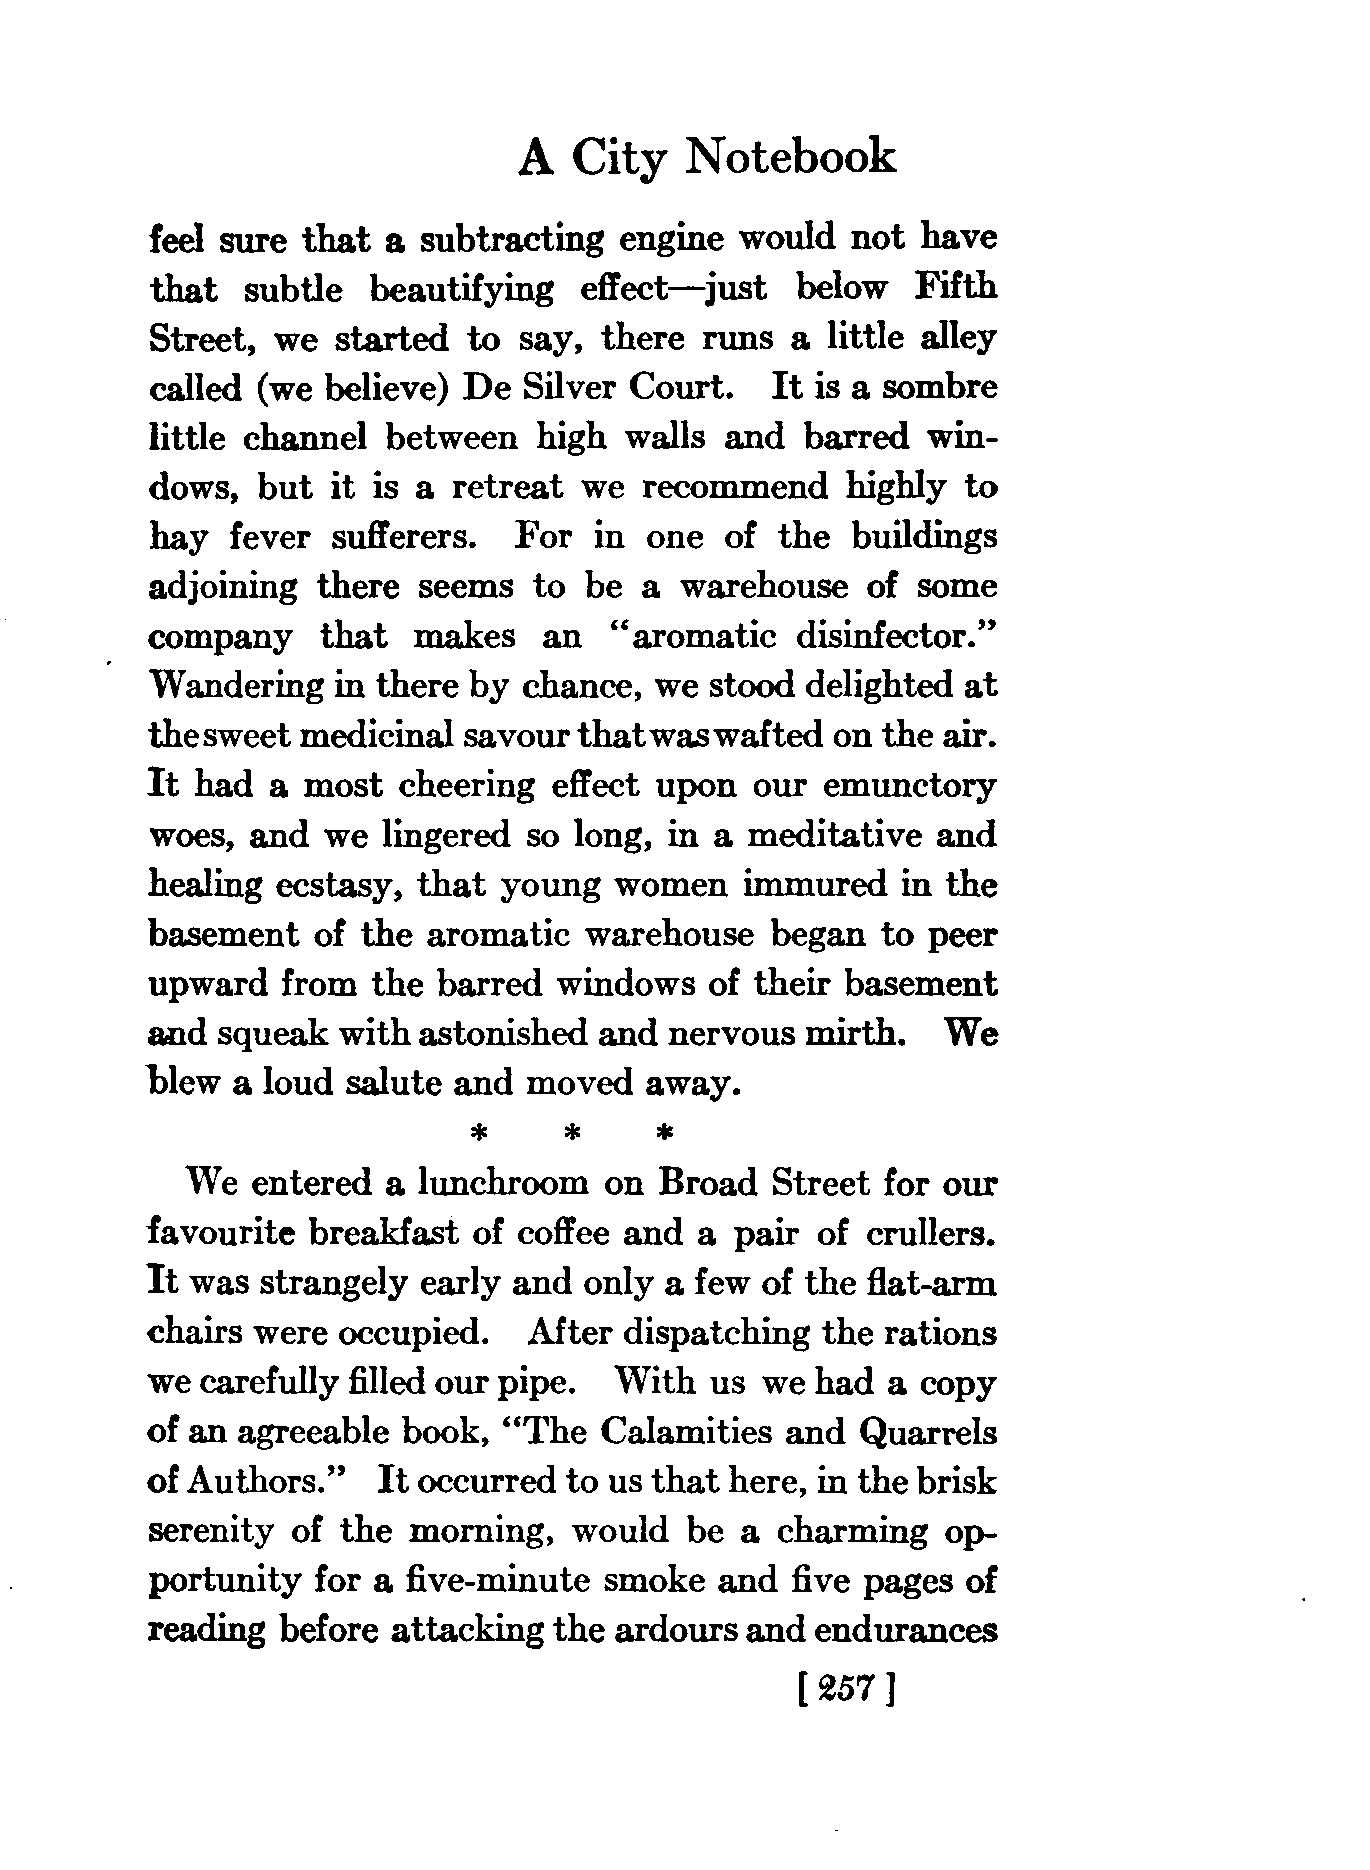 A City Notebook
feel sure that a subtracting engine would not have
that subtle beautifying effect—just below Fifth
Street, we started to say, there runs a little alley
called (we believe) De Silver Court. It is a sombre
little channel between high walls and barred win-
dows, but it is a retreat we recommend highly to
hay fever sufferers. For in one of the buildings
adjoining there seems to be a warehouse of some
company that makes an “aromatic disinfector.”
Wandering in there by chance, we stood delighted at
the sweet medicinal savour that was wafted on the air.
It had a most cheering effect upon our emunctory
woes, and we lingered so long, in a meditative and
healing ecstasy, that young women immured in the
basement of the aromatic warehouse began to peer
upward from the barred windows of their basement
and squeak with astonished and nervous mirth. We
blew a loud salute and moved away.
* * *
We entered a lunchroom on Broad Street for our
favourite breakfast of coffee and a pair of crullers.
It was strangely early and only a few of the flat-arm
chairs were occupied. After dispatching the rations
we carefully filled our pipe. With us we had a copy
of an agreeable book, “The Calamities and Quarrels
of Authors.” It occurred to us that here, in the brisk
serenity of the morning, would be a charming op-
portunity for a five-minute smoke and five pages of
reading before attacking the ardours and endurances
[ 257 ]